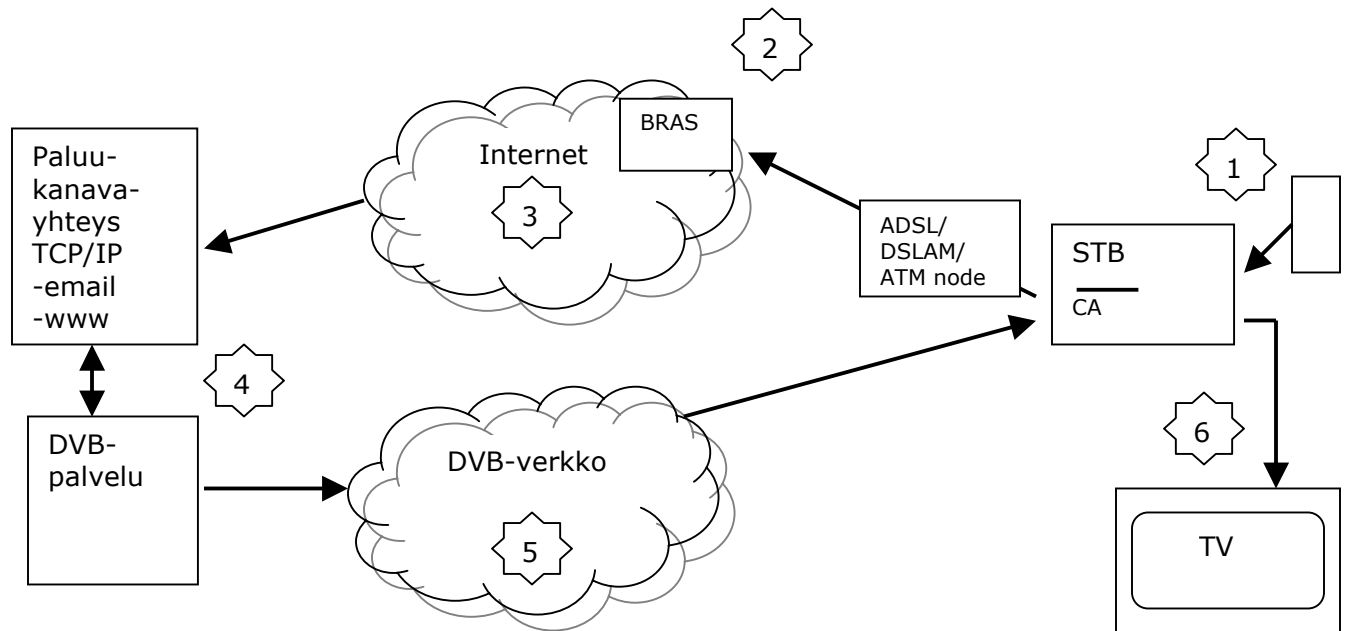 2
BRAS
Internet
3
1
Paluu-
kanava-
yhteys
TCP/IP
-email
-www
ADSL/
DSLAM/
ATM node
STB
CA
4
DVB-
palvelu
DVB-verkko
5
6
TV